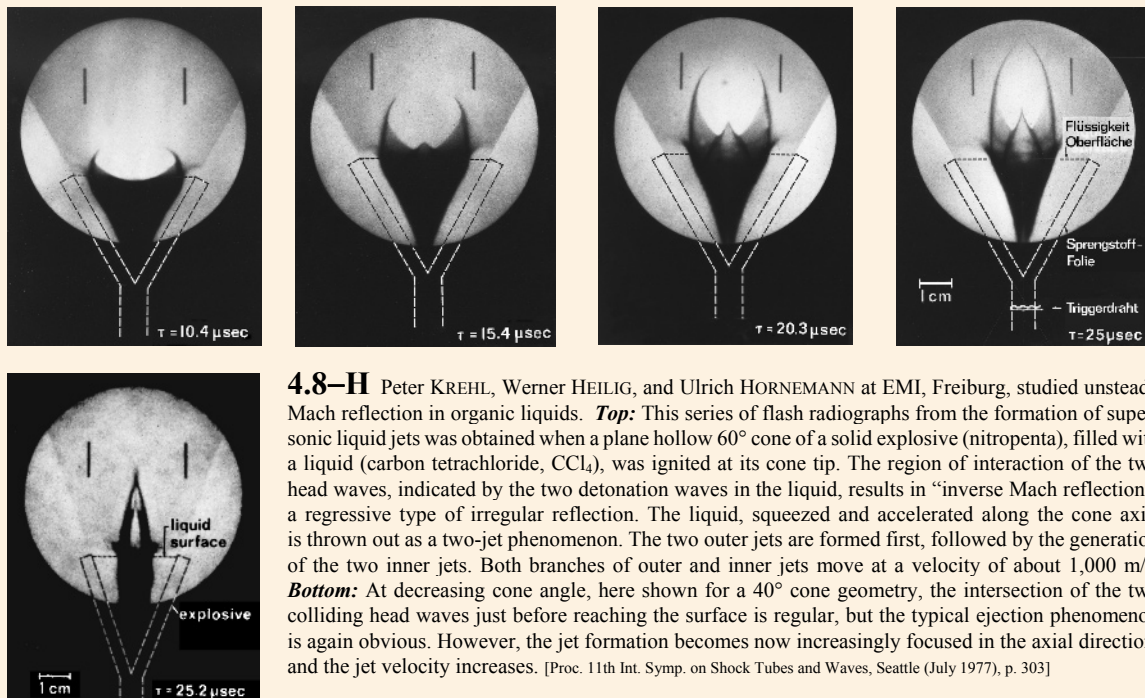 τ = 10.4 µsec
τ = 15.4 µsec
τ = 20.3 µsec
Flüssigkeit
Oberfläche
Sprengstoff-
Folie
1 cm
Triggerdraht
τ = 25 µsec
liquid
surface
explosive
1 cm
τ = 25.2 µsec
4.8–H Peter KREHL, Werner HEILIG, and Ulrich HORNEMANN at EMI, Freiburg, studied unstead
Mach reflection in organic liquids. Top: This series of flash radiographs from the formation of supe
sonic liquid jets was obtained when a plane hollow 60° cone of a solid explosive (nitropenta), filled wit
a liquid (carbon tetrachloride, CCl₄), was ignited at its cone tip. The region of interaction of the tw
head waves, indicated by the two detonation waves in the liquid, results in “inverse Mach reflection
a regressive type of irregular reflection. The liquid, squeezed and accelerated along the cone axi
is thrown out as a two-jet phenomenon. The two outer jets are formed first, followed by the generatio
of the two inner jets. Both branches of outer and inner jets move at a velocity of about 1,000 m/
Bottom: At decreasing cone angle, here shown for a 40° cone geometry, the intersection of the tw
colliding head waves just before reaching the surface is regular, but the typical ejection phenomeno
is again obvious. However, the jet formation becomes now increasingly focused in the axial directio
and the jet velocity increases. [Proc. 11th Int. Symp. on Shock Tubes and Waves, Seattle (July 1977), p. 303]